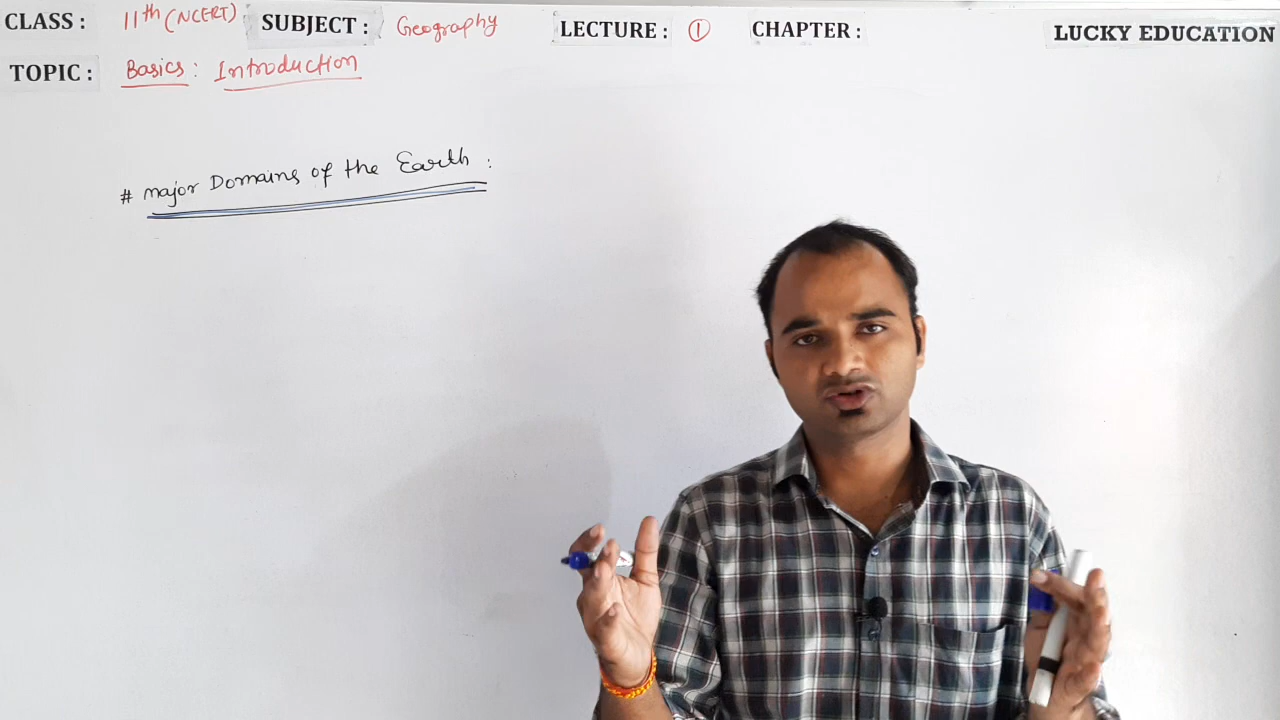 CLASS : 11th (NCERT) SUBJECT : Geography LECTURE : ① CHAPTER : LUCKY EDUCATION
TOPIC : Basics : Introduction
# major Domains of the Earth :